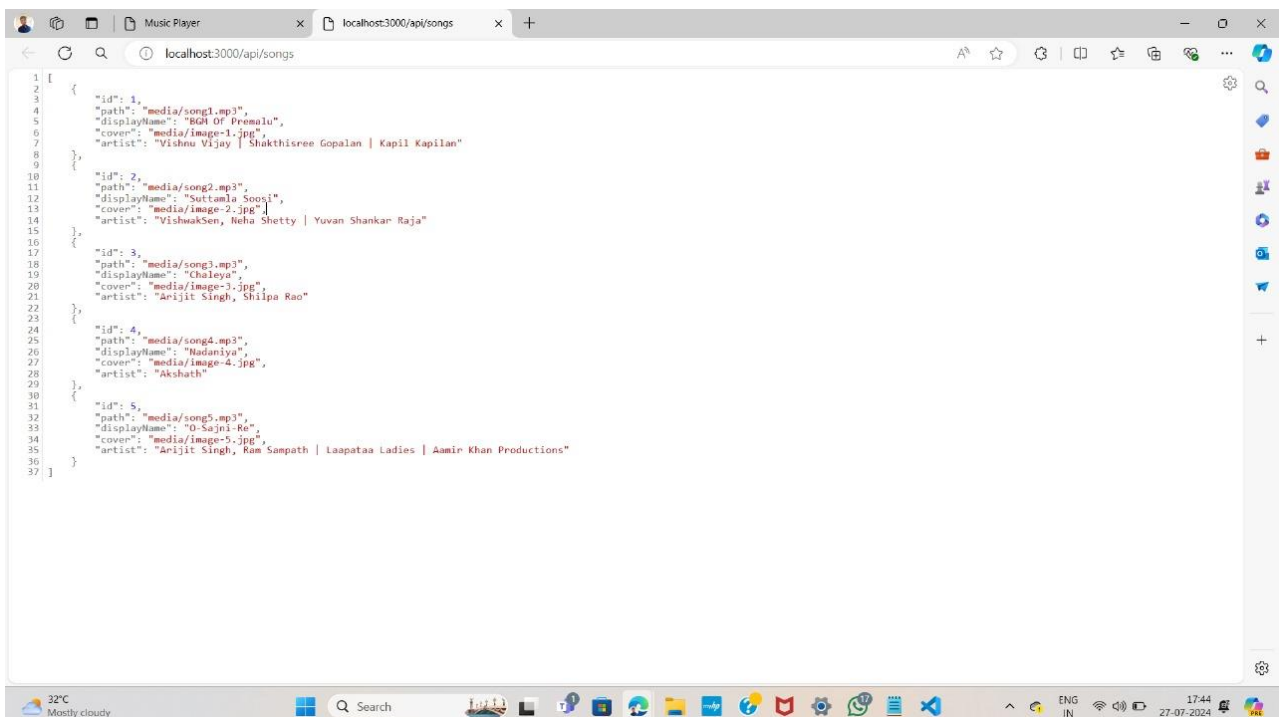 Music Player
localhost:3000/api/songs
localhost:3000/api/songs
1 [
2 {
3 "id": 1,
4 "path": "media/song1.mp3",
5 "displayName": "BGM Of Premalu",
6 "cover": "media/image-1.jpg",
7 "artist": "Vishnu Vijay | Shakthisree Gopalan | Kapil Kapilan"
8 },
9 {
10 "id": 2,
11 "path": "media/song2.mp3",
12 "displayName": "Suttamla Soosi",
13 "cover": "media/image-2.jpg",
14 "artist": "VishwakSen, Neha Shetty | Yuvan Shankar Raja"
15 },
16 {
17 "id": 3,
18 "path": "media/song3.mp3",
19 "displayName": "Chaleya",
20 "cover": "media/image-3.jpg",
21 "artist": "Arijit Singh, Shilpa Rao"
22 },
23 {
24 "id": 4,
25 "path": "media/song4.mp3",
26 "displayName": "Nadaniya",
27 "cover": "media/image-4.jpg",
28 "artist": "Akshath"
29 },
30 {
31 "id": 5,
32 "path": "media/song5.mp3",
33 "displayName": "O-Sajni-Re",
34 "cover": "media/image-5.jpg",
35 "artist": "Arijit Singh, Ram Sampath | Laapataa Ladies | Aamir Khan Productions"
36 }
37 ]
32°C
Mostly cloudy
Search
myhp
17
ENG
IN
17:44
27-07-2024
PRE